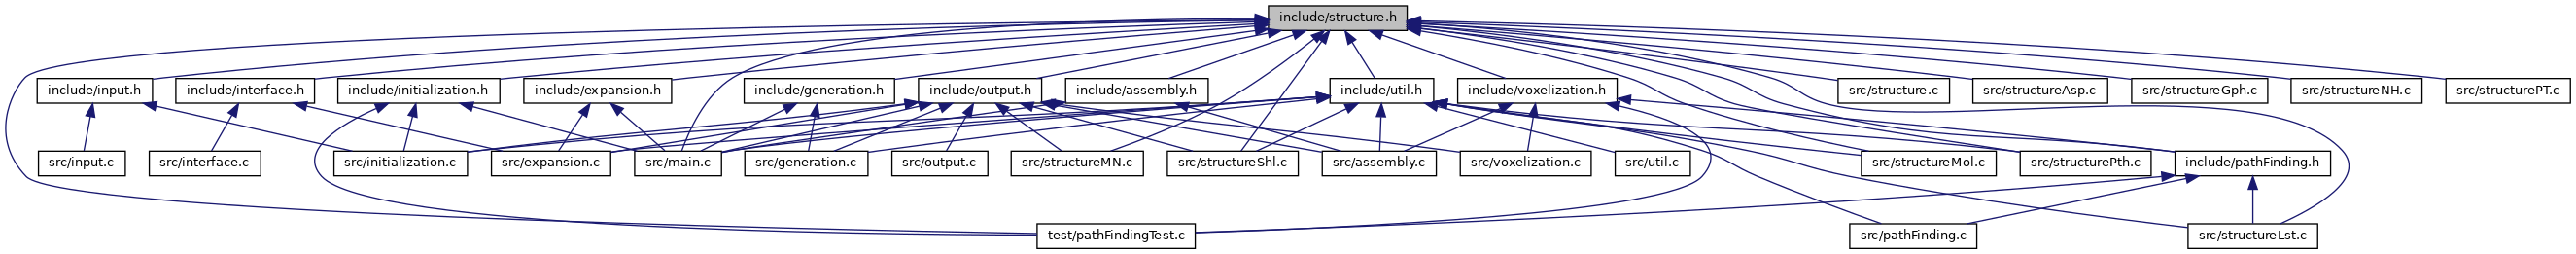 include/structure.h
include/input.h
include/interface.h
include/initialization.h
include/expansion.h
include/generation.h
include/output.h
include/assembly.h
include/util.h
include/voxelization.h
src/structure.c
src/structureAsp.c
src/structureGph.c
src/structureNH.c
src/structurePT.c
src/input.c
src/interface.c
src/initialization.c
src/expansion.c
src/main.c
src/generation.c
src/output.c
src/structureMN.c
src/structureShl.c
src/assembly.c
src/voxelization.c
src/util.c
src/structureMol.c
src/structurePth.c
include/pathFinding.h
test/pathFindingTest.c
src/pathFinding.c
src/structureLst.c